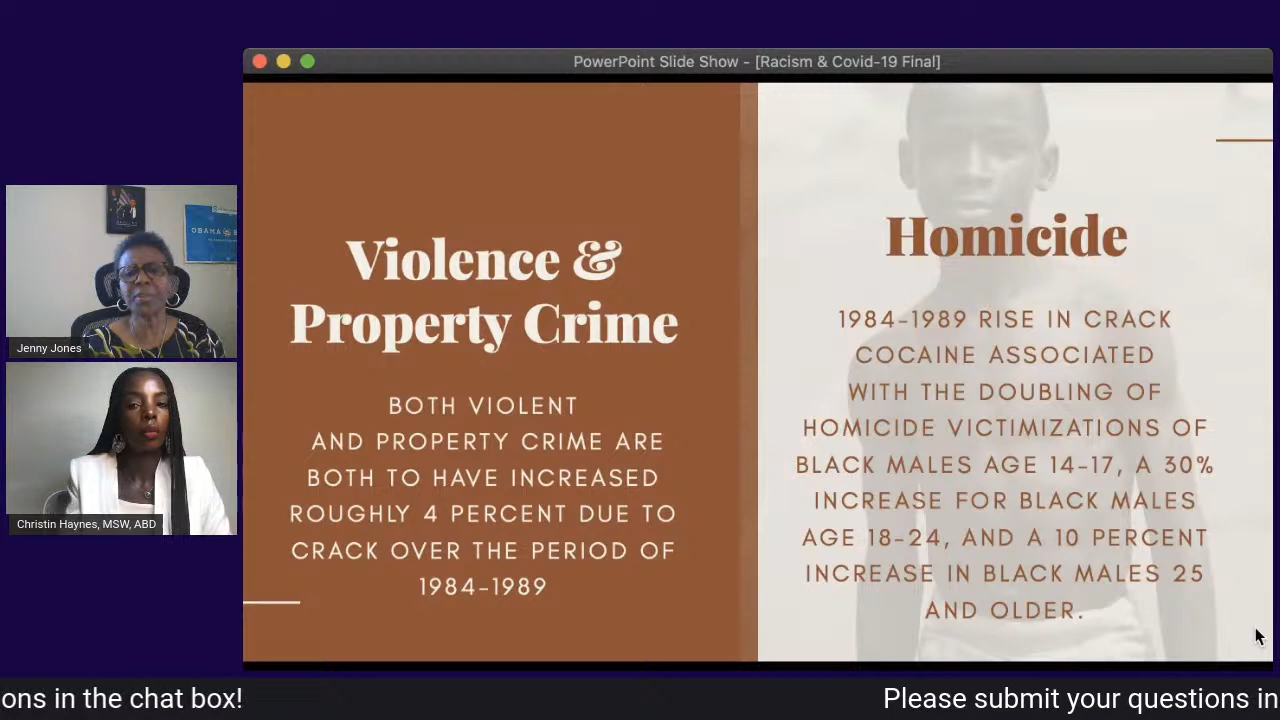 PowerPoint Slide Show - [Racism & Covid-19 Final]
OBAMA
Jenny Jones
Christin Haynes, MSW, ABD
Violence &
Property Crime
BOTH VIOLENT
AND PROPERTY CRIME ARE
BOTH TO HAVE INCREASED
ROUGHLY 4 PERCENT DUE TO
CRACK OVER THE PERIOD OF
1984-1989
Homicide
1984-1989 RISE IN CRACK
COCAINE ASSOCIATED
WITH THE DOUBLING OF
HOMICIDE VICTIMIZATIONS OF
BLACK MALES AGE 14-17, A 30%
INCREASE FOR BLACK MALES
AGE 18-24, AND A 10 PERCENT
INCREASE IN BLACK MALES 25
AND OLDER.
ons in the chat box!
Please submit your questions in